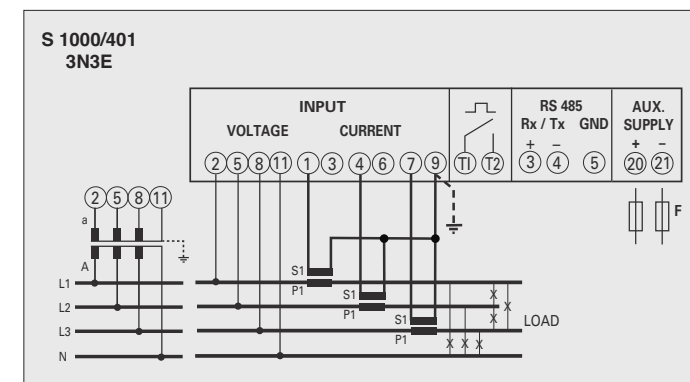 S 1000/401
3N3E
INPUT
VOLTAGE CURRENT
RS 485
Rx / Tx GND
+ −
AUX.
SUPPLY
+ −
2 5 8 11 1 3 4 6 7 9 T1 T2 3 4 5 20 21
F
2 5 8 11
a
A
L1
L2
L3
N
S1
P1
S1
P1
S1
P1
X
X X
X
X X X
LOAD